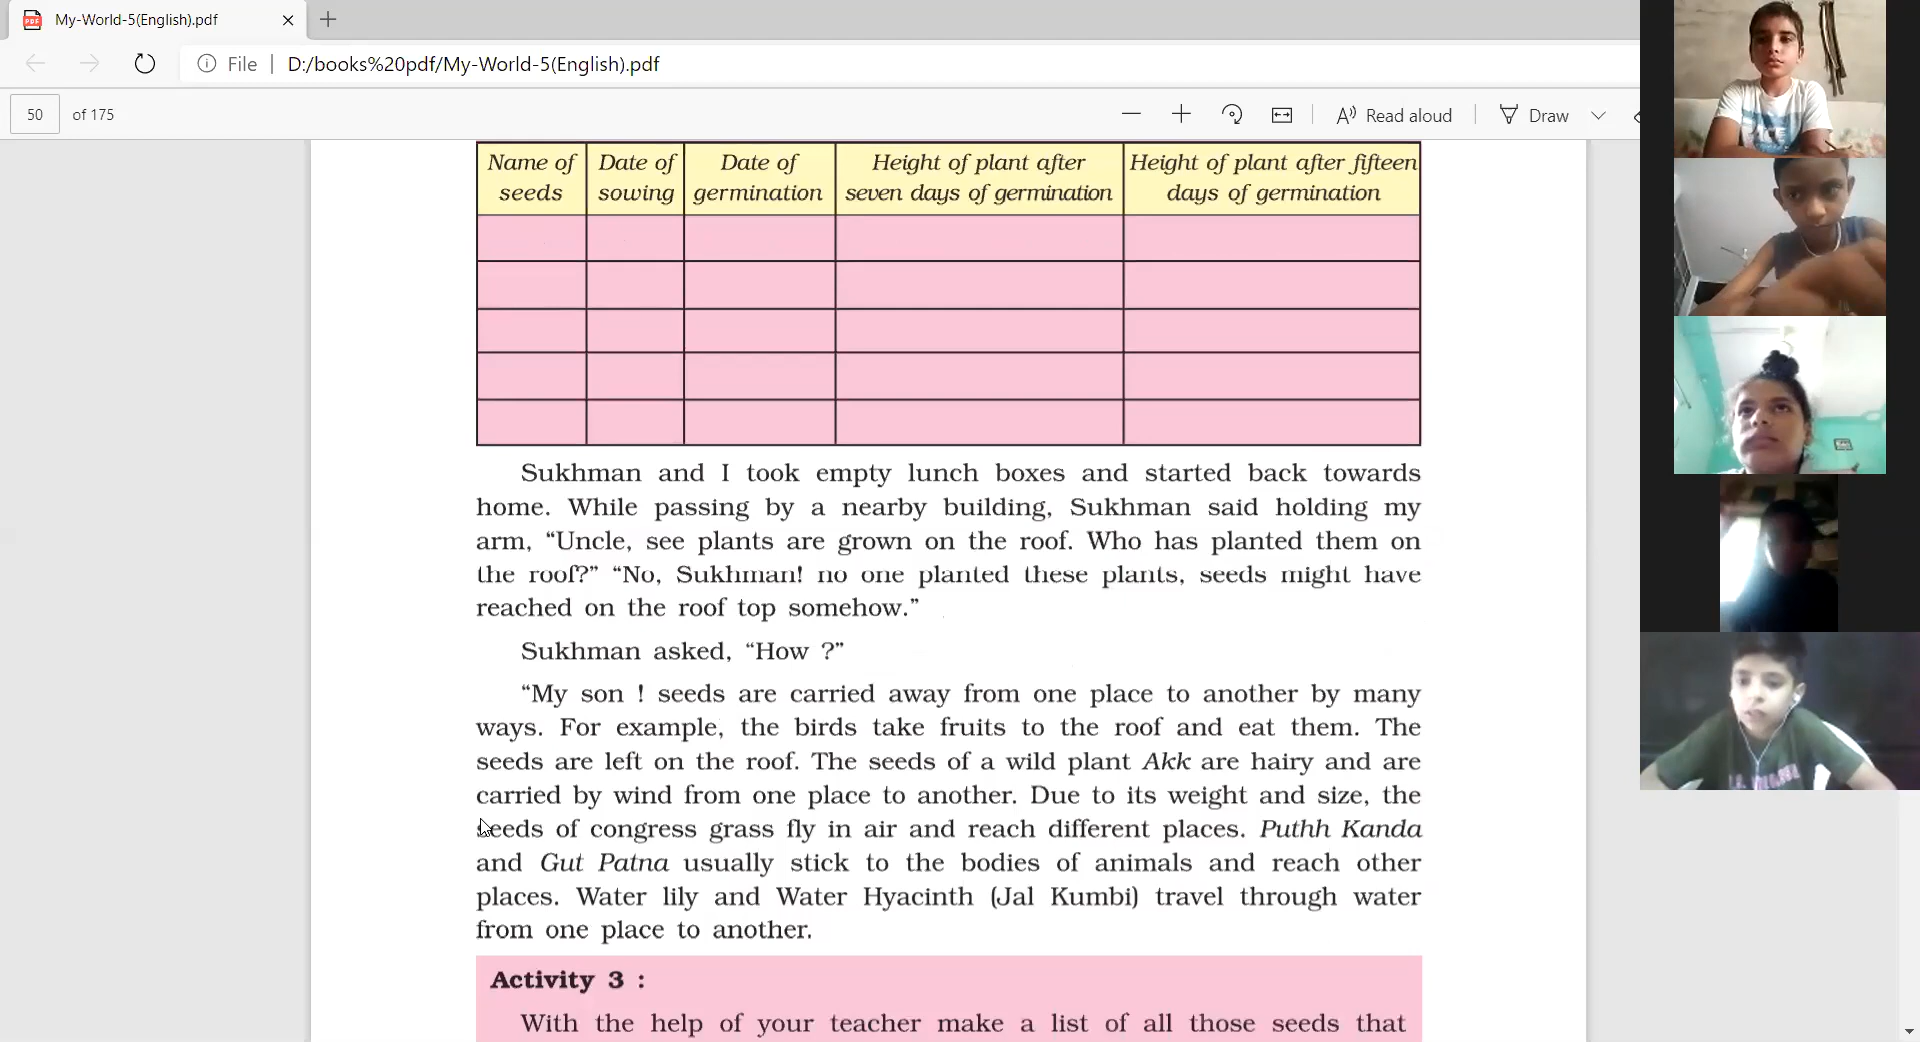 My-World-5(English).pdf
File | D:/books%20pdf/My-World-5(English).pdf
50 of 175
Read aloud
Draw
Name of seeds
Date of sowing
Date of germination
Height of plant after seven days of germination
Height of plant after fifteen days of germination
Sukhman and I took empty lunch boxes and started back towards
home. While passing by a nearby building, Sukhman said holding my
arm, “Uncle, see plants are grown on the roof. Who has planted them on
the roof?” “No, Sukhman! no one planted these plants, seeds might have
reached on the roof top somehow.”
Sukhman asked, “How ?”
“My son ! seeds are carried away from one place to another by many
ways. For example, the birds take fruits to the roof and eat them. The
seeds are left on the roof. The seeds of a wild plant Akk are hairy and are
carried by wind from one place to another. Due to its weight and size, the
seeds of congress grass fly in air and reach different places. Puthh Kanda
and Gut Patna usually stick to the bodies of animals and reach other
places. Water lily and Water Hyacinth (Jal Kumbi) travel through water
from one place to another.
Activity 3 :
With the help of your teacher make a list of all those seeds that